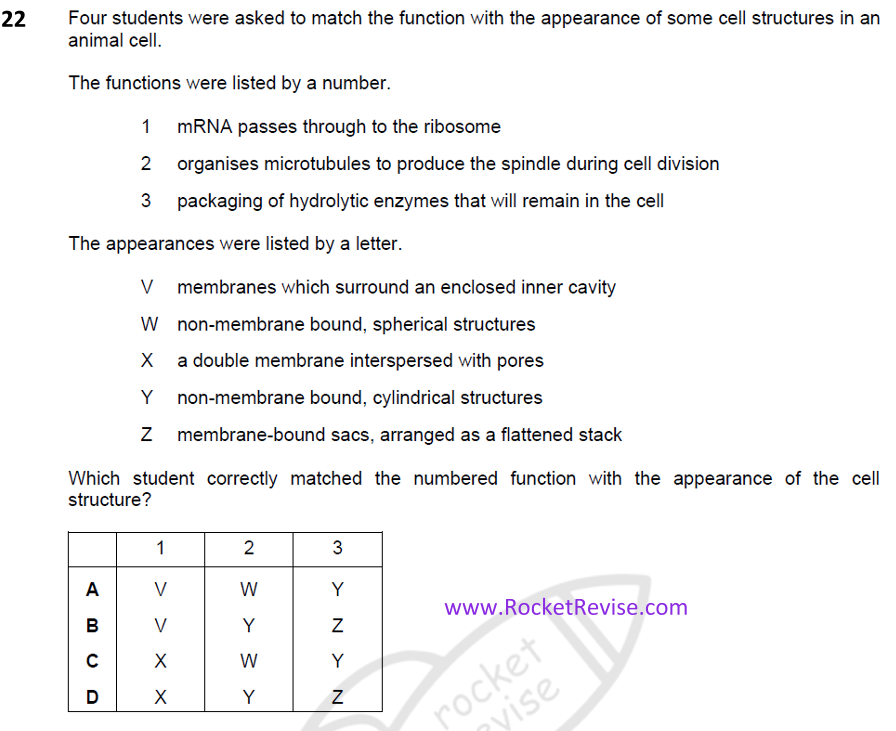 22 Four students were asked to match the function with the appearance of some cell structures in an
animal cell.
The functions were listed by a number.
1 mRNA passes through to the ribosome
2 organises microtubules to produce the spindle during cell division
3 packaging of hydrolytic enzymes that will remain in the cell
The appearances were listed by a letter.
V membranes which surround an enclosed inner cavity
W non-membrane bound, spherical structures
X a double membrane interspersed with pores
Y non-membrane bound, cylindrical structures
Z membrane-bound sacs, arranged as a flattened stack
Which student correctly matched the numbered function with the appearance of the cell
structure?
1 2 3
A V W Y
B V Y Z
C X W Y
D X Y Z
www.RocketRevise.com
rocket